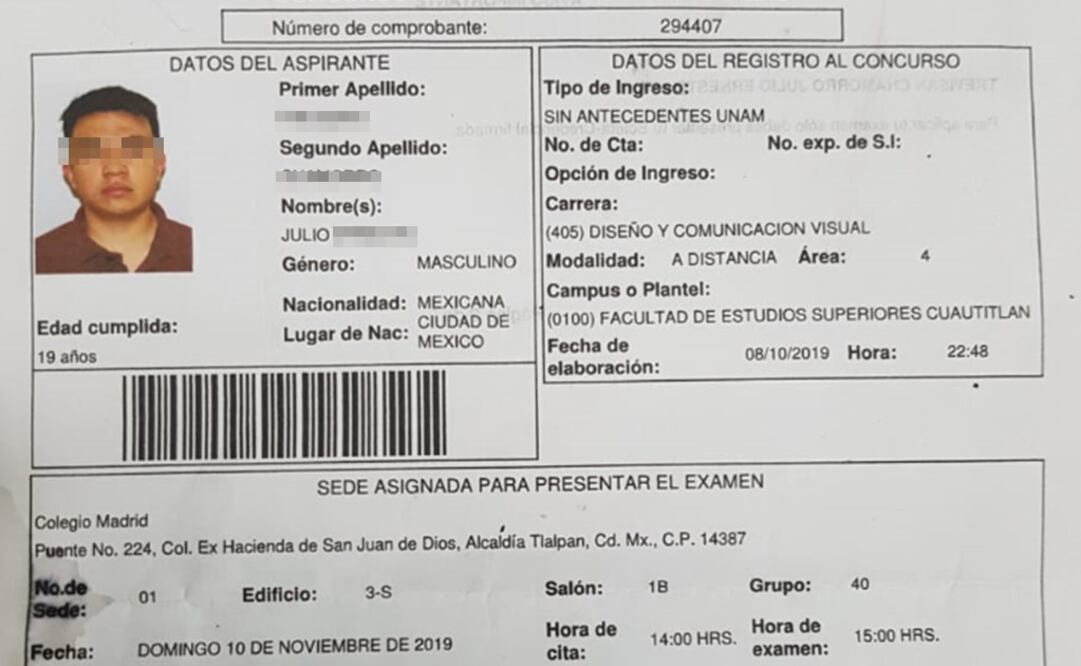 Número de comprobante: 294407
DATOS DEL ASPIRANTE
Primer Apellido:
Segundo Apellido:
Nombre(s):
JULIO
Género: MASCULINO
Nacionalidad: MEXICANA
Lugar de Nac: CIUDAD DE
MEXICO
Edad cumplida:
19 años
DATOS DEL REGISTRO AL CONCURSO
Tipo de Ingreso:
SIN ANTECEDENTES UNAM
No. de Cta: No. exp. de S.I:
Opción de Ingreso:
Carrera:
(405) DISEÑO Y COMUNICACION VISUAL
Modalidad: A DISTANCIA Área: 4
Campus o Plantel:
(0100) FACULTAD DE ESTUDIOS SUPERIORES CUAUTITLAN
Fecha de
elaboración: 08/10/2019 Hora: 22:48
SEDE ASIGNADA PARA PRESENTAR EL EXAMEN
Colegio Madrid
Puente No. 224, Col. Ex Hacienda de San Juan de Dios, Alcaldía Tlalpan, Cd. Mx., C.P. 14387
No.de
Sede: 01 Edificio: 3-S Salón: 1B Grupo: 40
Fecha: DOMINGO 10 DE NOVIEMBRE DE 2019
Hora de
cita: 14:00 HRS.
Hora de
examen: 15:00 HRS.